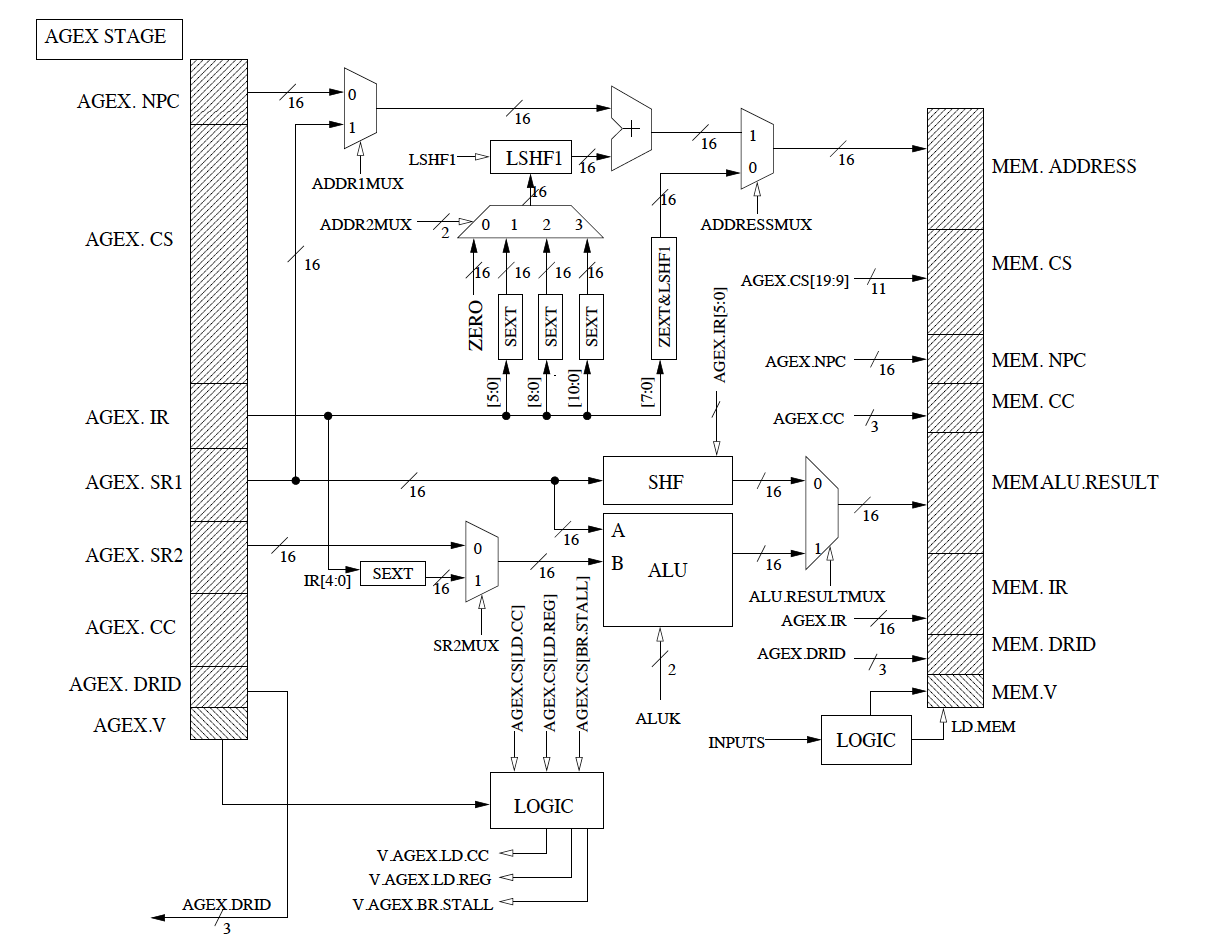 AGEX STAGE
AGEX. NPC
AGEX. CS
AGEX. IR
AGEX. SR1
AGEX. SR2
AGEX. CC
AGEX. DRID
AGEX.V
16
0
1
ADDR1MUX
16
16
LSHF1
LSHF1
16
16
ADDR2MUX
2
0 1 2 3
16 16 16 16
ZERO
SEXT
SEXT
SEXT
[5:0]
[8:0]
[10:0]
[7:0]
ZEXT&LSHF1
16
+
16
1
0
ADDRESSMUX
16
AGEX.IR[5:0]
16
SHF
16
16
A
B
ALU
16
16
0
1
SR2MUX
IR[4:0]
SEXT
16
16
ALUK
2
16
0
1
ALU.RESULTMUX
16
AGEX.CS[LD.CC]
AGEX.CS[LD.REG]
AGEX.CS[BR.STALL]
LOGIC
V.AGEX.LD.CC
V.AGEX.LD.REG
V.AGEX.BR.STALL
AGEX.DRID
3
AGEX.CS[19:9]
11
AGEX.NPC
16
AGEX.CC
3
AGEX.IR
16
AGEX.DRID
3
INPUTS
LOGIC
LD.MEM
MEM. ADDRESS
MEM. CS
MEM. NPC
MEM. CC
MEM.ALU.RESULT
MEM. IR
MEM. DRID
MEM.V